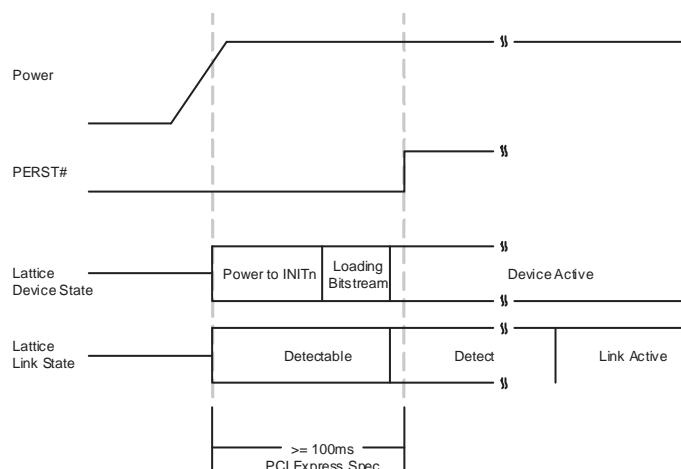 Power
PERST#
Lattice
Device State
Power to INITn
Loading
Bitstream
Device Active
Lattice
Link State
Detectable
Detect
Link Active
>= 100ms
PCI Express Spec